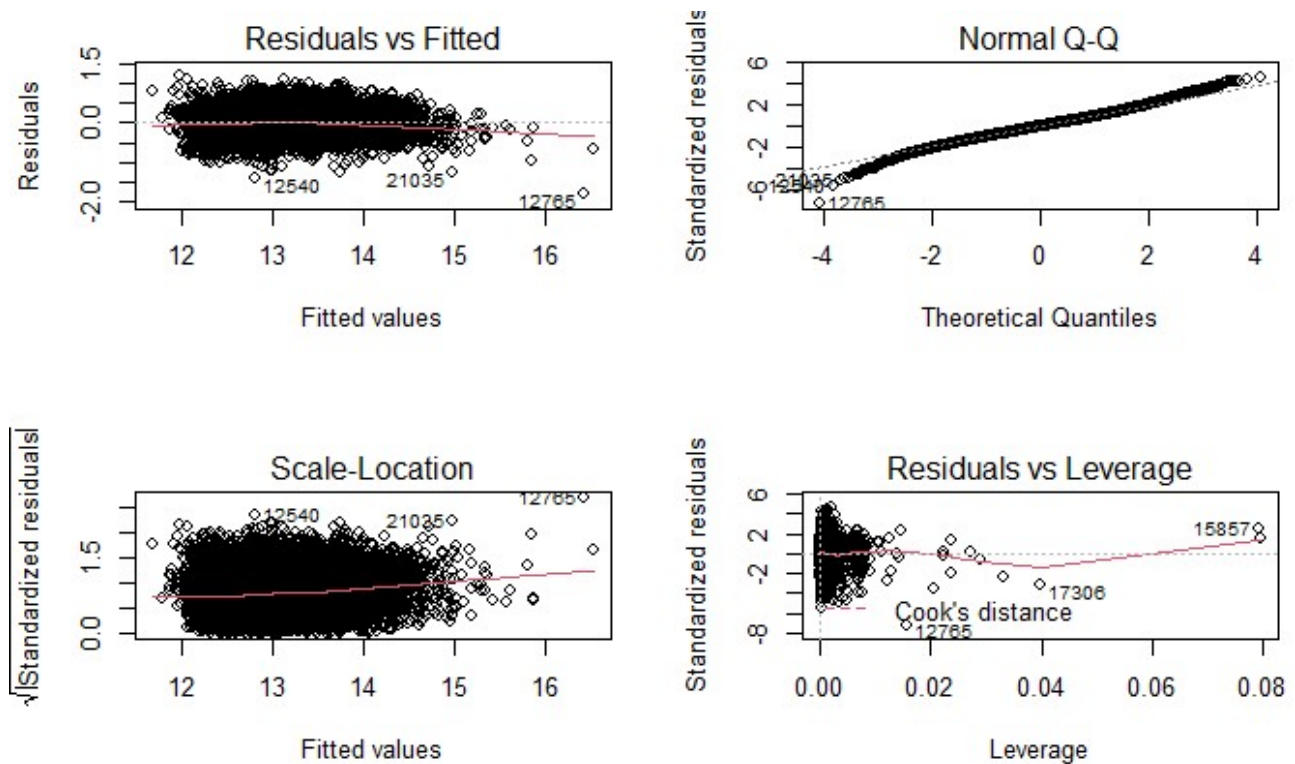 Residuals vs Fitted
Residuals
1.5
0.0
-2.0
12540
21035
12765
12 13 14 15 16
Fitted values
Normal Q-Q
Standardized residuals
6
2
-2
-6
21035
12540
12765
-4 -2 0 2 4
Theoretical Quantiles
Scale-Location
√|Standardized residuals|
1.5
0.0
12540
21035
12765
12 13 14 15 16
Fitted values
Residuals vs Leverage
Standardized residuals
6
2
-2
-8
15857
17306
Cook's distance
12765
0.00 0.02 0.04 0.06 0.08
Leverage